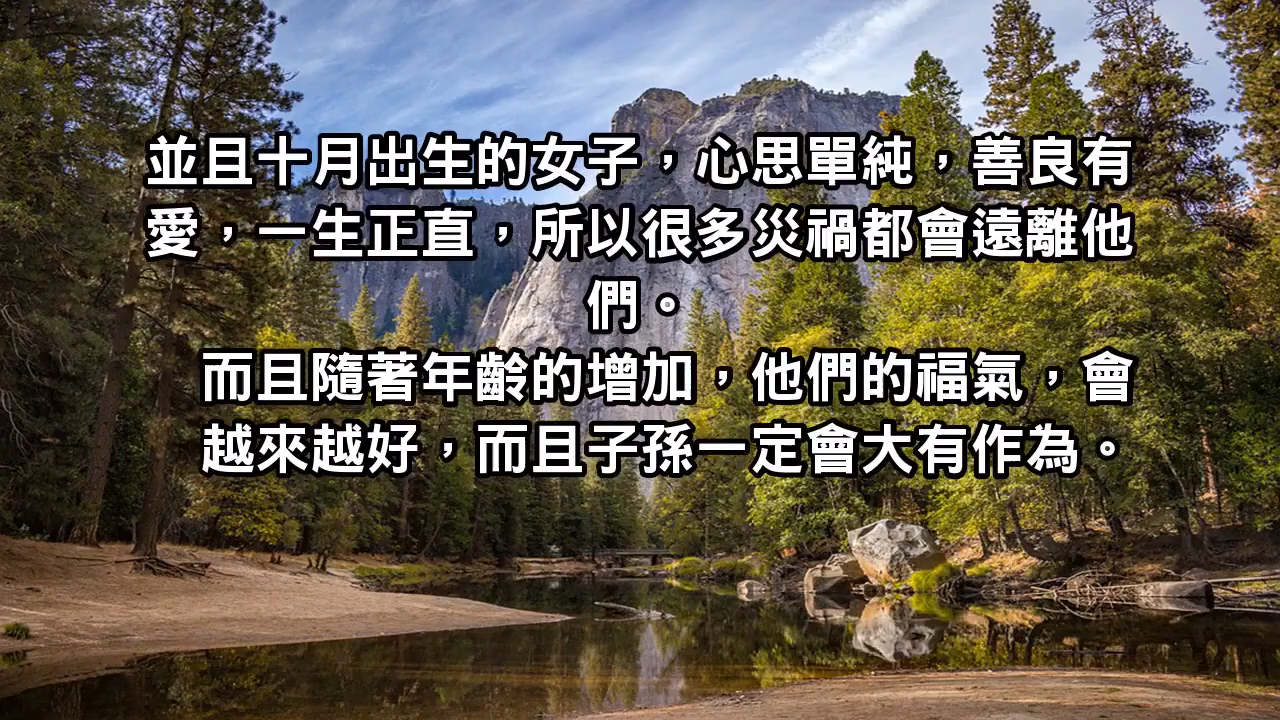 並且十月出生的女子，心思單純，善良有
愛，一生正直，所以很多災禍都會遠離他
們。
而且隨著年齡的增加，他們的福氣，會
越來越好，而且子孫一定會大有作為。